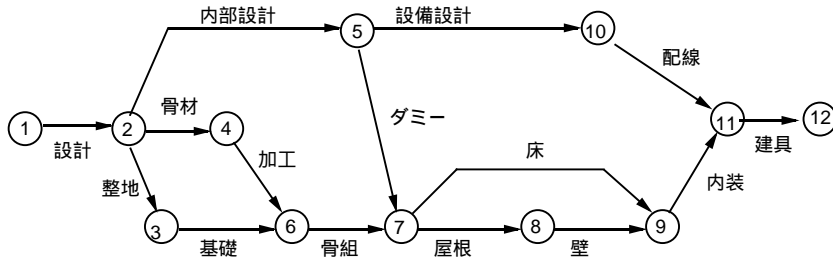 内部設計
5
設備設計
10
配線
1
設計
2
骨材
4
ダミー
11
建具
12
整地
加工
床
内装
3
基礎
6
骨組
7
屋根
8
壁
9